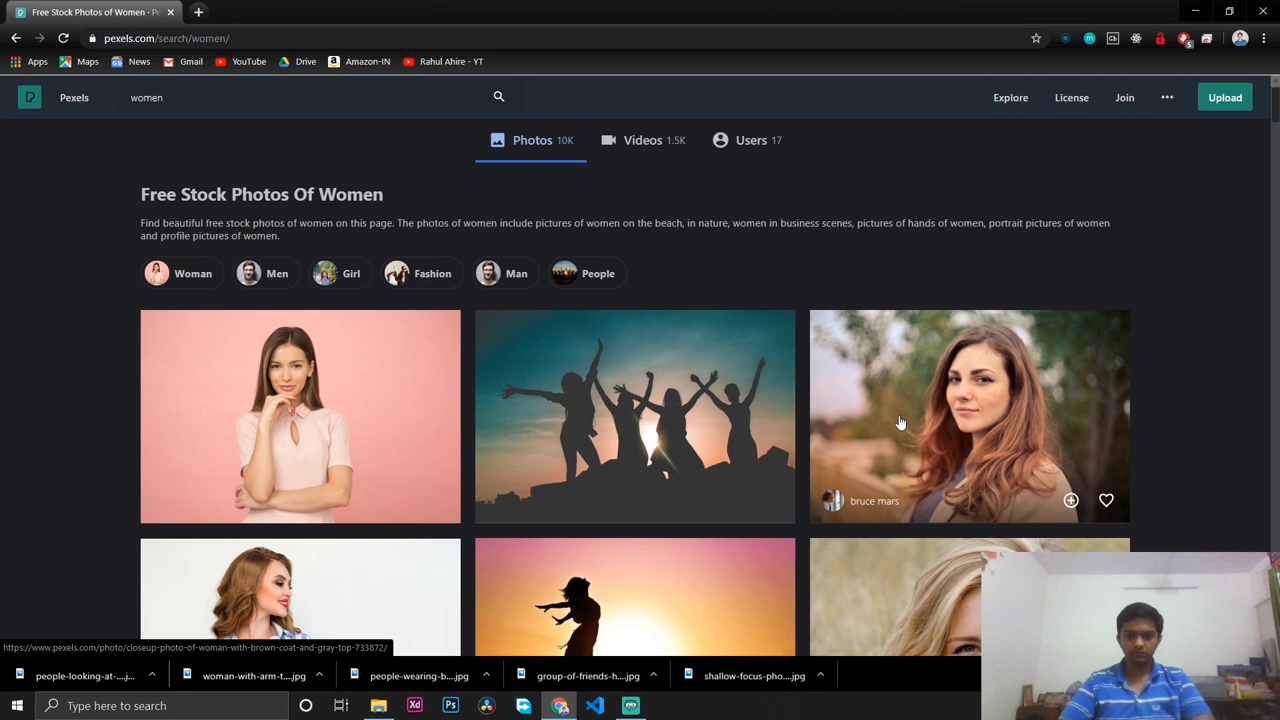 Free Stock Photos of Women · Pe
pexels.com/search/women/
Apps Maps News Gmail YouTube Drive Amazon-IN Rahul Ahire - YT
Pexels women Explore License Join Upload
Photos 10K Videos 1.5K Users 17
Free Stock Photos Of Women
Find beautiful free stock photos of women on this page. The photos of women include pictures of women on the beach, in nature, women in business scenes, pictures of hands of women, portrait pictures of women
and profile pictures of women.
Woman Men Girl Fashion Man People
bruce mars
https://www.pexels.com/photo/closeup-photo-of-woman-with-brown-coat-and-gray-top-733872/
people-looking-at-....j... woman-with-arm-t....jpg people-wearing-b....jpg group-of-friends-h....jpg shallow-focus-pho....jpg
Type here to search Xd Ps